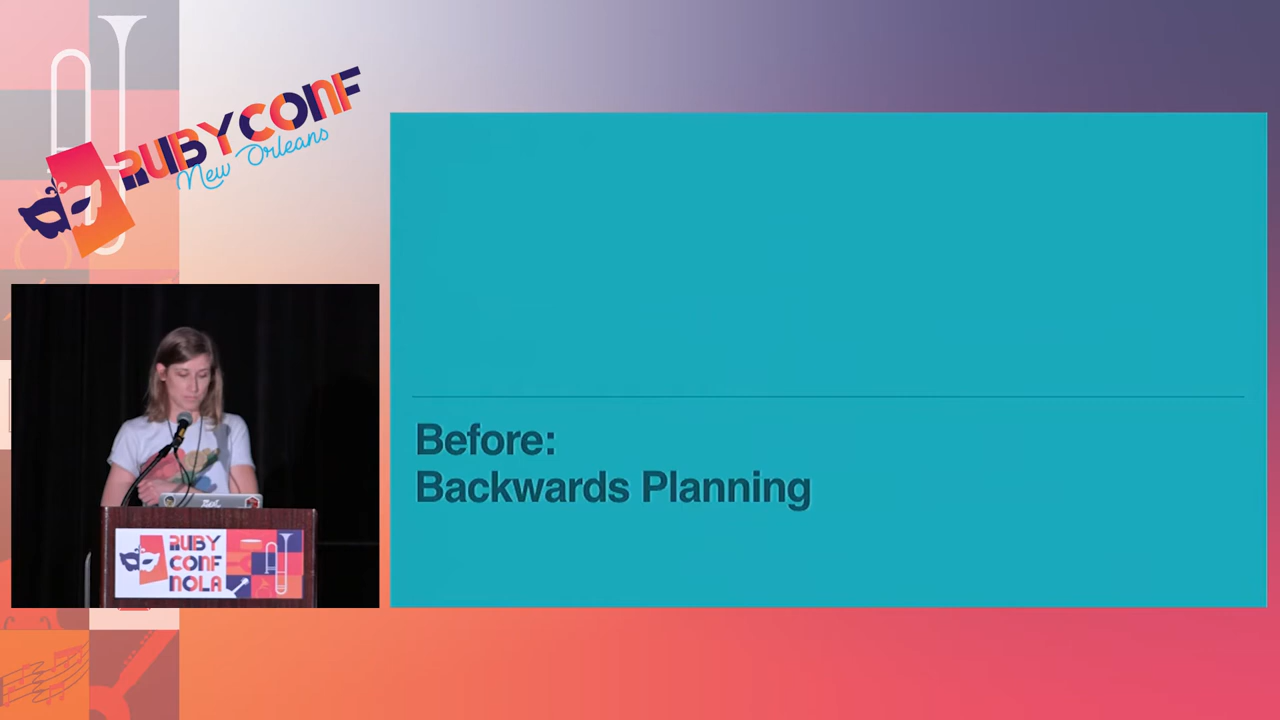 RUBYCONF
New Orleans
Before:
Backwards Planning
RUBY
CONF
NOLA